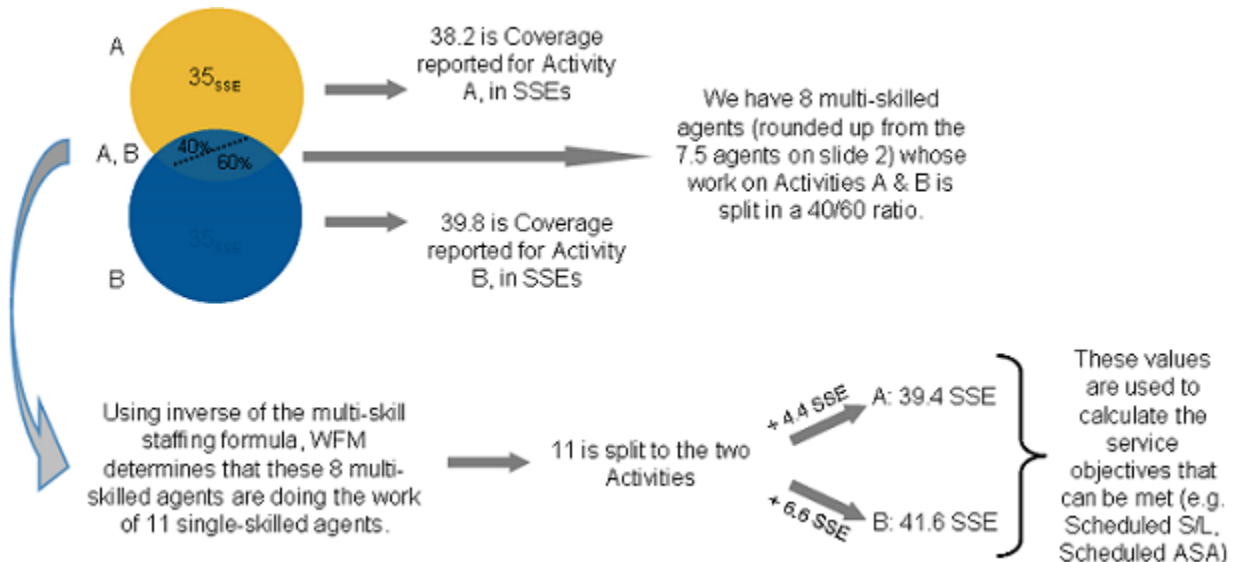 A
35SSE
38.2 is Coverage
reported for Activity
A, in SSEs
A, B
40%
60%
We have 8 multi-skilled
agents (rounded up from the
7.5 agents on slide 2) whose
work on Activities A & B is
split in a 40/60 ratio.
35SSE
B
39.8 is Coverage
reported for Activity
B, in SSEs
Using inverse of the multi-skill
staffing formula, WFM
determines that these 8 multi-
skilled agents are doing the work
of 11 single-skilled agents.
11 is split to the two
Activities
+ 4.4 SSE
A: 39.4 SSE
+ 6.6 SSE
B: 41.6 SSE
These values
are used to
calculate the
service
objectives that
can be met (e.g.
Scheduled S/L,
Scheduled ASA)